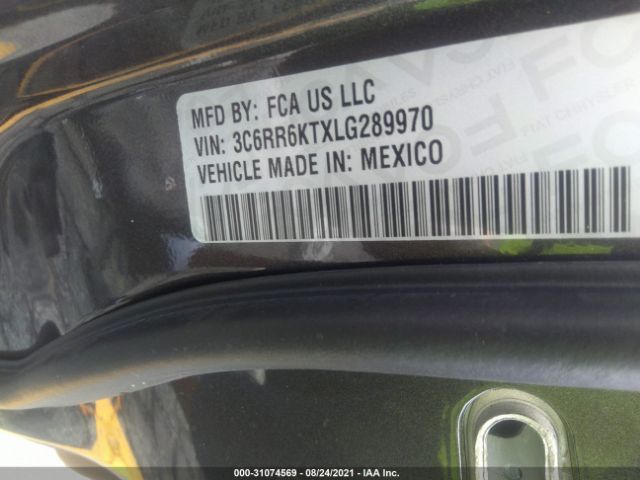 MFD BY: FCA US LLC
VIN: 3C6RR6KTXLG289970
VEHICLE MADE IN: MEXICO
000-31074569 - 08/24/2021 - IAA Inc.